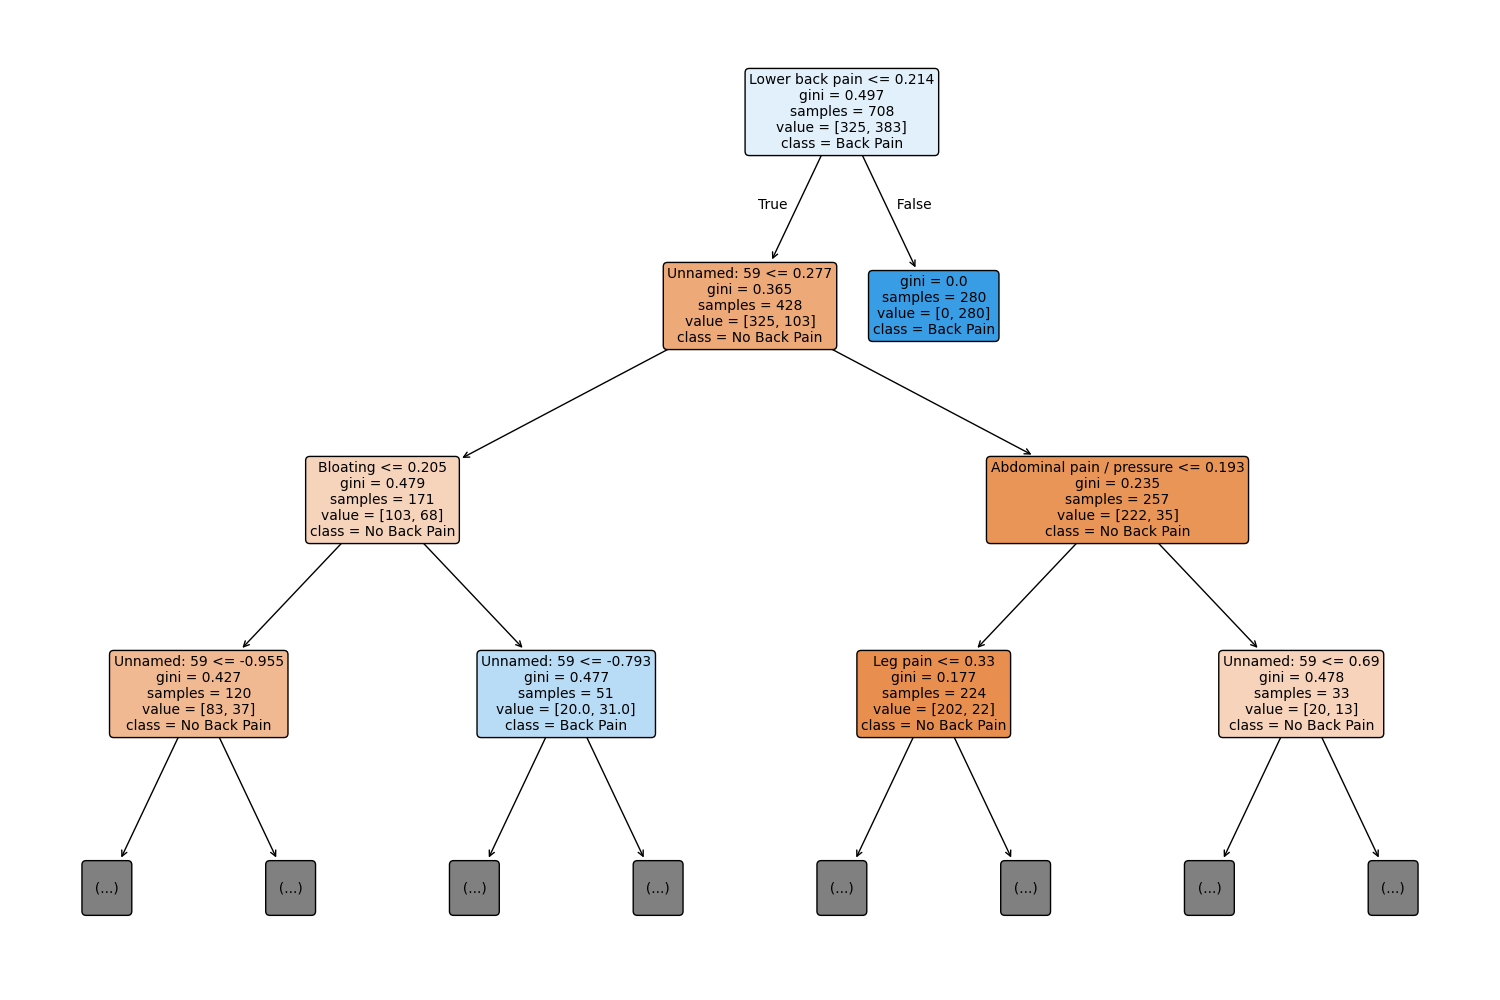 Lower back pain <= 0.214
gini = 0.497
samples = 708
value = [325, 383]
class = Back Pain
True
False
Unnamed: 59 <= 0.277
gini = 0.365
samples = 428
value = [325, 103]
class = No Back Pain
gini = 0.0
samples = 280
value = [0, 280]
class = Back Pain
Bloating <= 0.205
gini = 0.479
samples = 171
value = [103, 68]
class = No Back Pain
Abdominal pain / pressure <= 0.193
gini = 0.235
samples = 257
value = [222, 35]
class = No Back Pain
Unnamed: 59 <= -0.955
gini = 0.427
samples = 120
value = [83, 37]
class = No Back Pain
Unnamed: 59 <= -0.793
gini = 0.477
samples = 51
value = [20.0, 31.0]
class = Back Pain
Leg pain <= 0.33
gini = 0.177
samples = 224
value = [202, 22]
class = No Back Pain
Unnamed: 59 <= 0.69
gini = 0.478
samples = 33
value = [20, 13]
class = No Back Pain
(...)
(...)
(...)
(...)
(...)
(...)
(...)
(...)